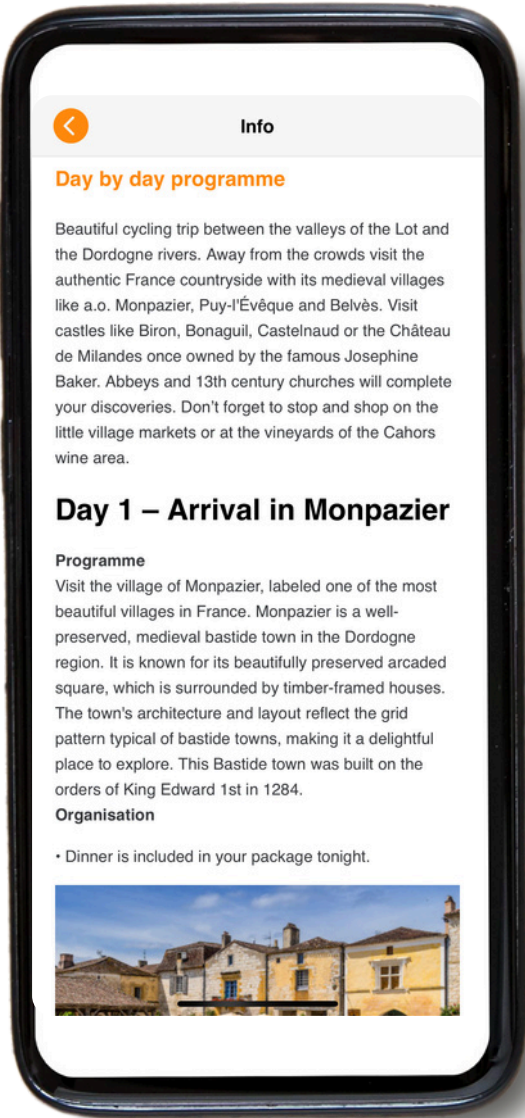 Info
Day by day programme
Beautiful cycling trip between the valleys of the Lot and
the Dordogne rivers. Away from the crowds visit the
authentic France countryside with its medieval villages
like a.o. Monpazier, Puy-l'Évêque and Belvès. Visit
castles like Biron, Bonaguil, Castelnaud or the Château
de Milandes once owned by the famous Josephine
Baker. Abbeys and 13th century churches will complete
your discoveries. Don't forget to stop and shop on the
little village markets or at the vineyards of the Cahors
wine area.
Day 1 – Arrival in Monpazier
Programme
Visit the village of Monpazier, labeled one of the most
beautiful villages in France. Monpazier is a well-
preserved, medieval bastide town in the Dordogne
region. It is known for its beautifully preserved arcaded
square, which is surrounded by timber-framed houses.
The town's architecture and layout reflect the grid
pattern typical of bastide towns, making it a delightful
place to explore. This Bastide town was built on the
orders of King Edward 1st in 1284.
Organisation
• Dinner is included in your package tonight.